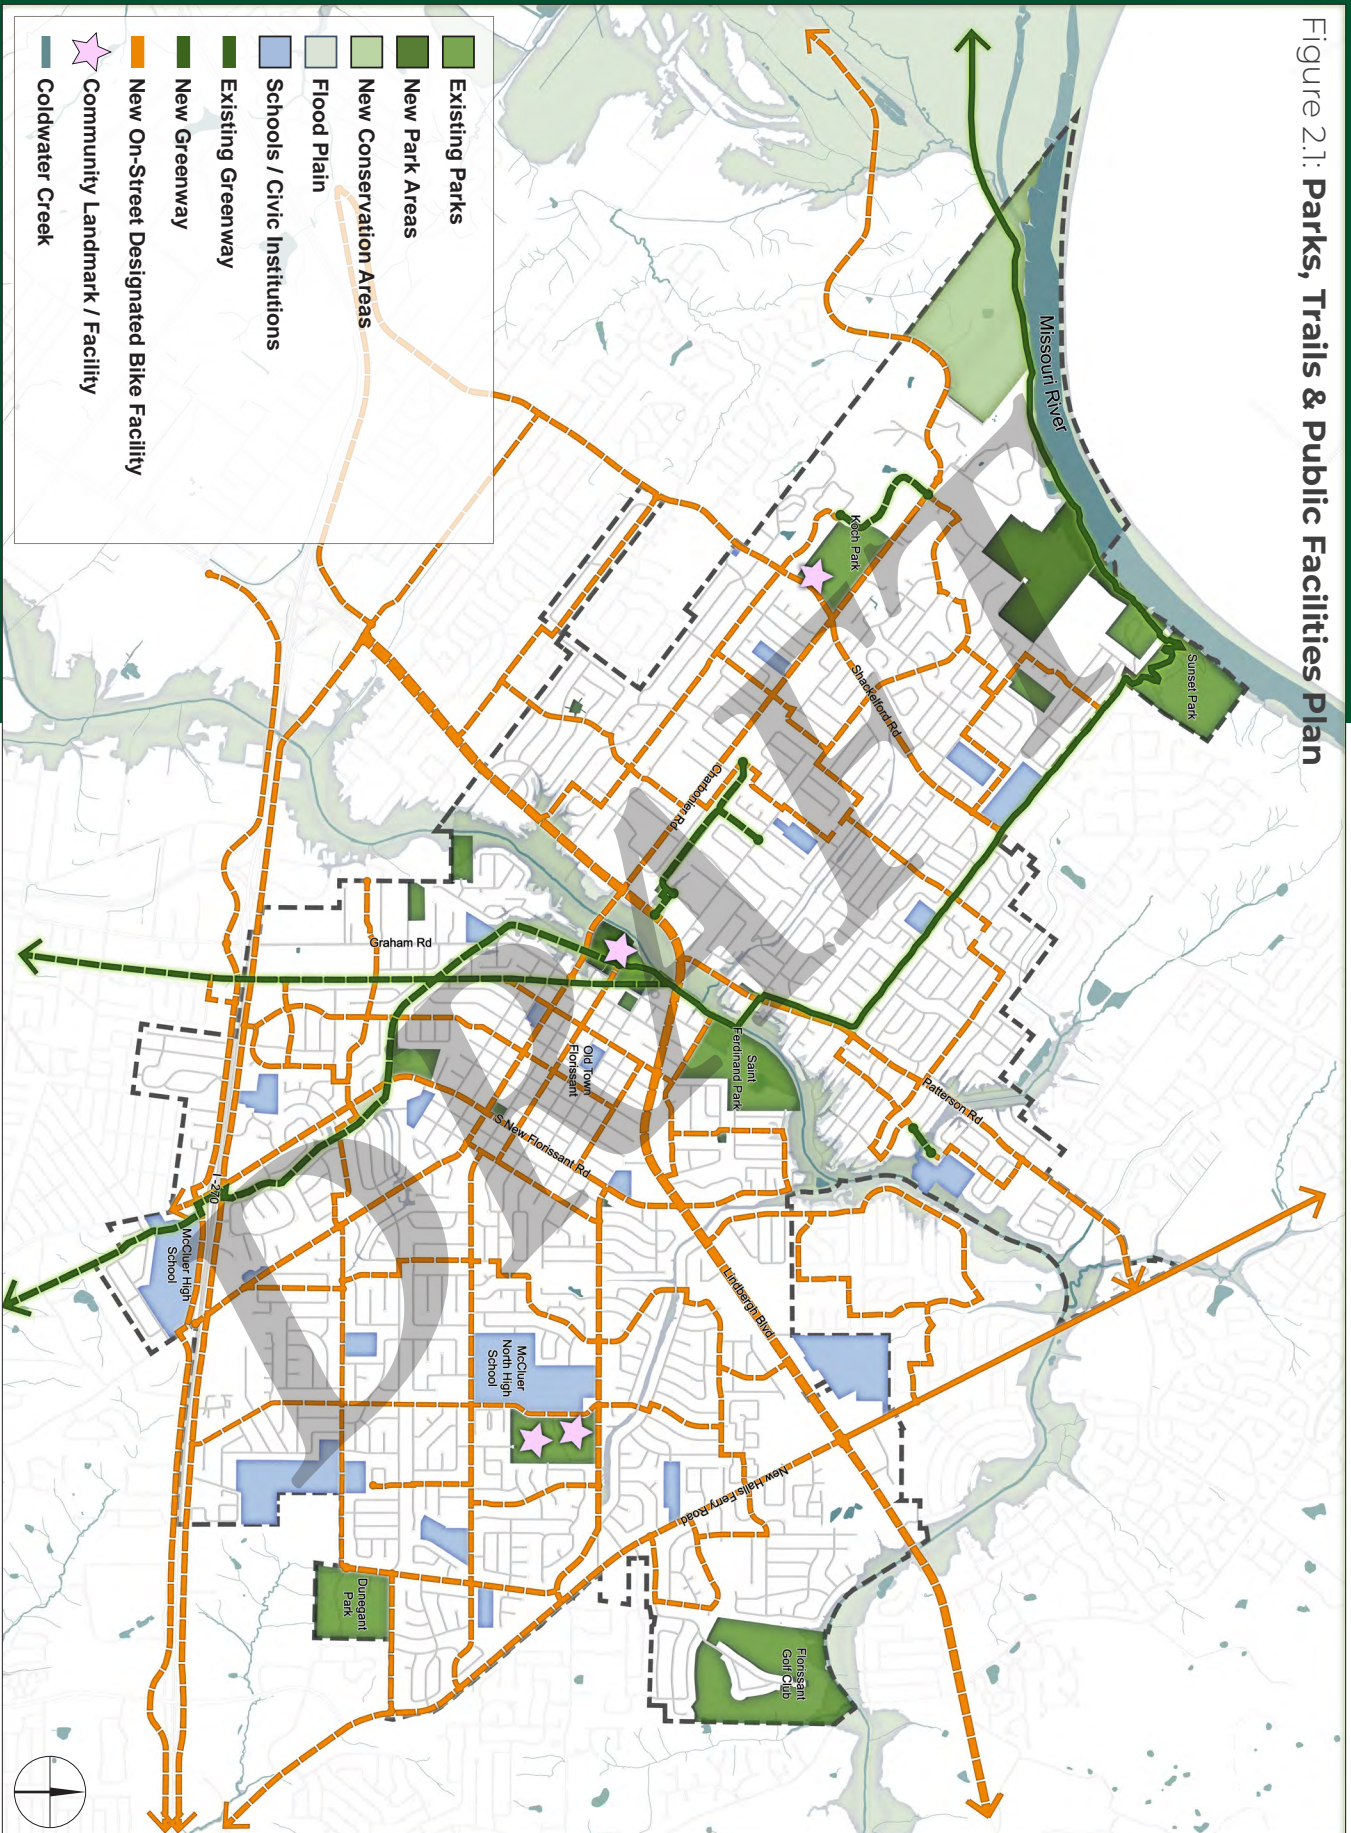 Figure 2.1: Parks, Trails & Public Facilities Plan
Missouri River
Sunset Park
Koch Park
Shackelford Rd
Charbonier Rd
Graham Rd
Old Town
Florissant
Saint
Ferdinand Park
Patterson Rd
S New Florissant Rd
I-270
McCluer High
School
Lindbergh Blvd
McCluer
North High
School
New Halls Ferry Road
Dunegant
Park
Florissant
Golf Club
DRAFT
Existing Parks
New Park Areas
New Conservation Areas
Flood Plain
Schools / Civic Institutions
Existing Greenway
New Greenway
New On-Street Designated Bike Facility
Community Landmark / Facility
Coldwater Creek